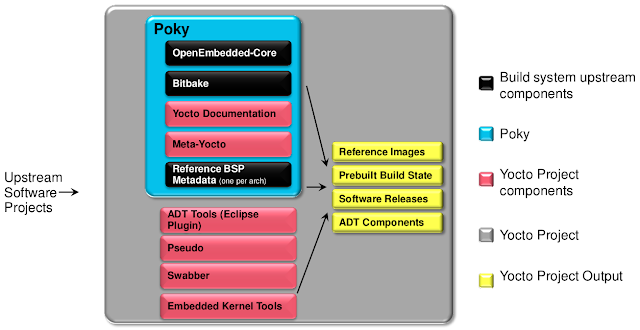 Poky
OpenEmbedded-Core
Bitbake
Yocto Documentation
Meta-Yocto
Reference BSP
Metadata (one per arch)
ADT Tools (Eclipse
Plugin)
Pseudo
Swabber
Embedded Kernel Tools
Upstream
Software
Projects
Reference Images
Prebuilt Build State
Software Releases
ADT Components
Build system upstream
components
Poky
Yocto Project
components
Yocto Project
Yocto Project Output